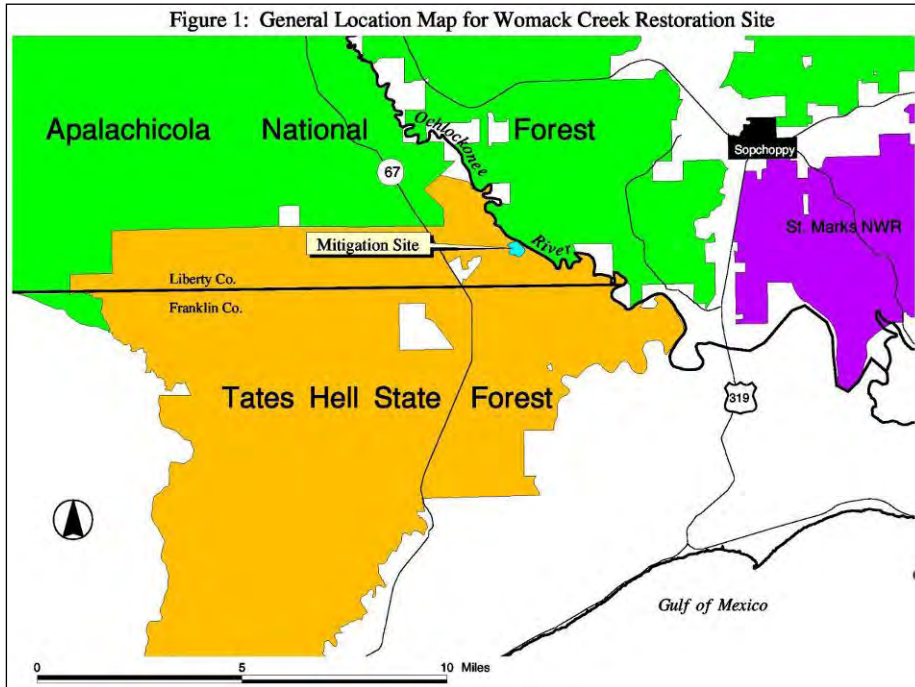 Figure 1: General Location Map for Womack Creek Restoration Site
Apalachicola National Forest
Ochlockonee
Sopchoppy
67
St. Marks NWR
River
Mitigation Site
Liberty Co.
Franklin Co.
Tates Hell State Forest
319
Gulf of Mexico
0 5 10 Miles